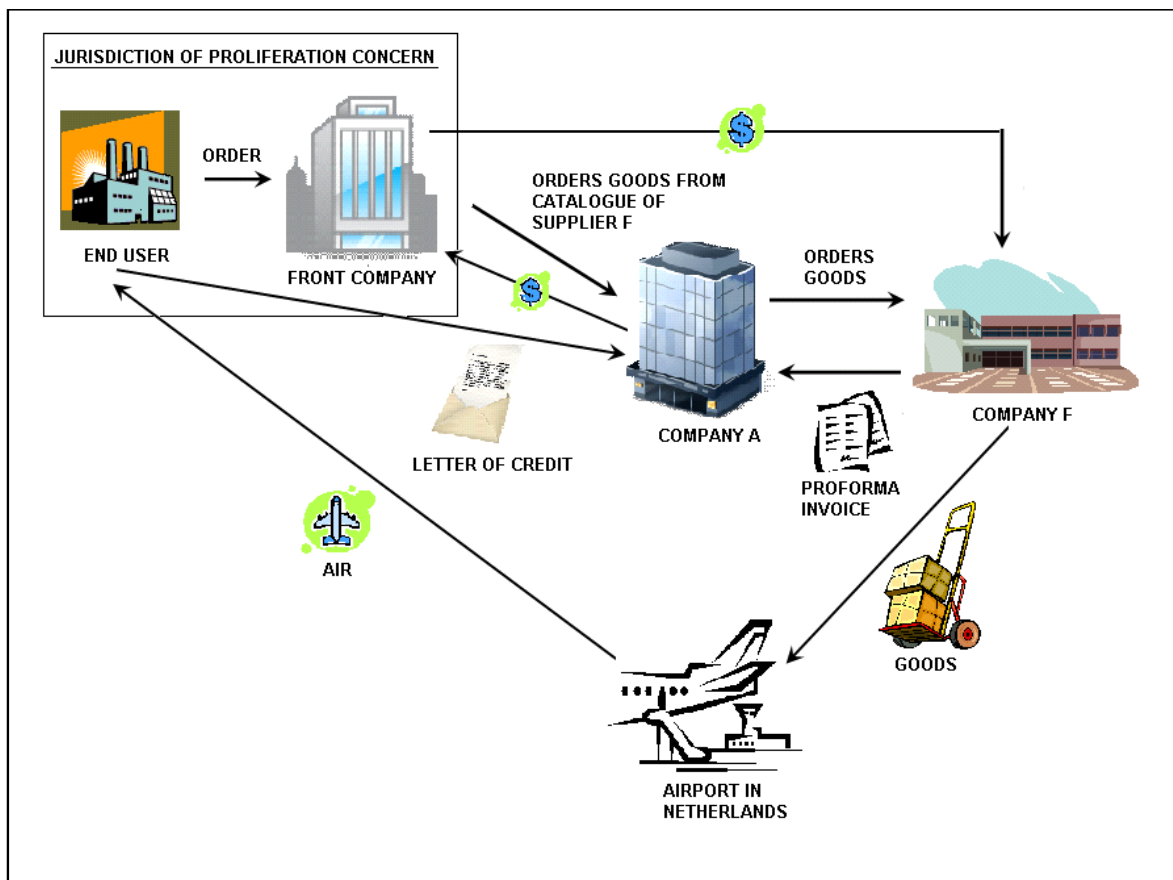 JURISDICTION OF PROLIFERATION CONCERN
ORDER
END USER
FRONT COMPANY
$
ORDERS GOODS FROM
CATALOGUE OF
SUPPLIER F
$
ORDERS
GOODS
COMPANY A
COMPANY F
LETTER OF CREDIT
PROFORMA
INVOICE
AIR
GOODS
AIRPORT IN
NETHERLANDS